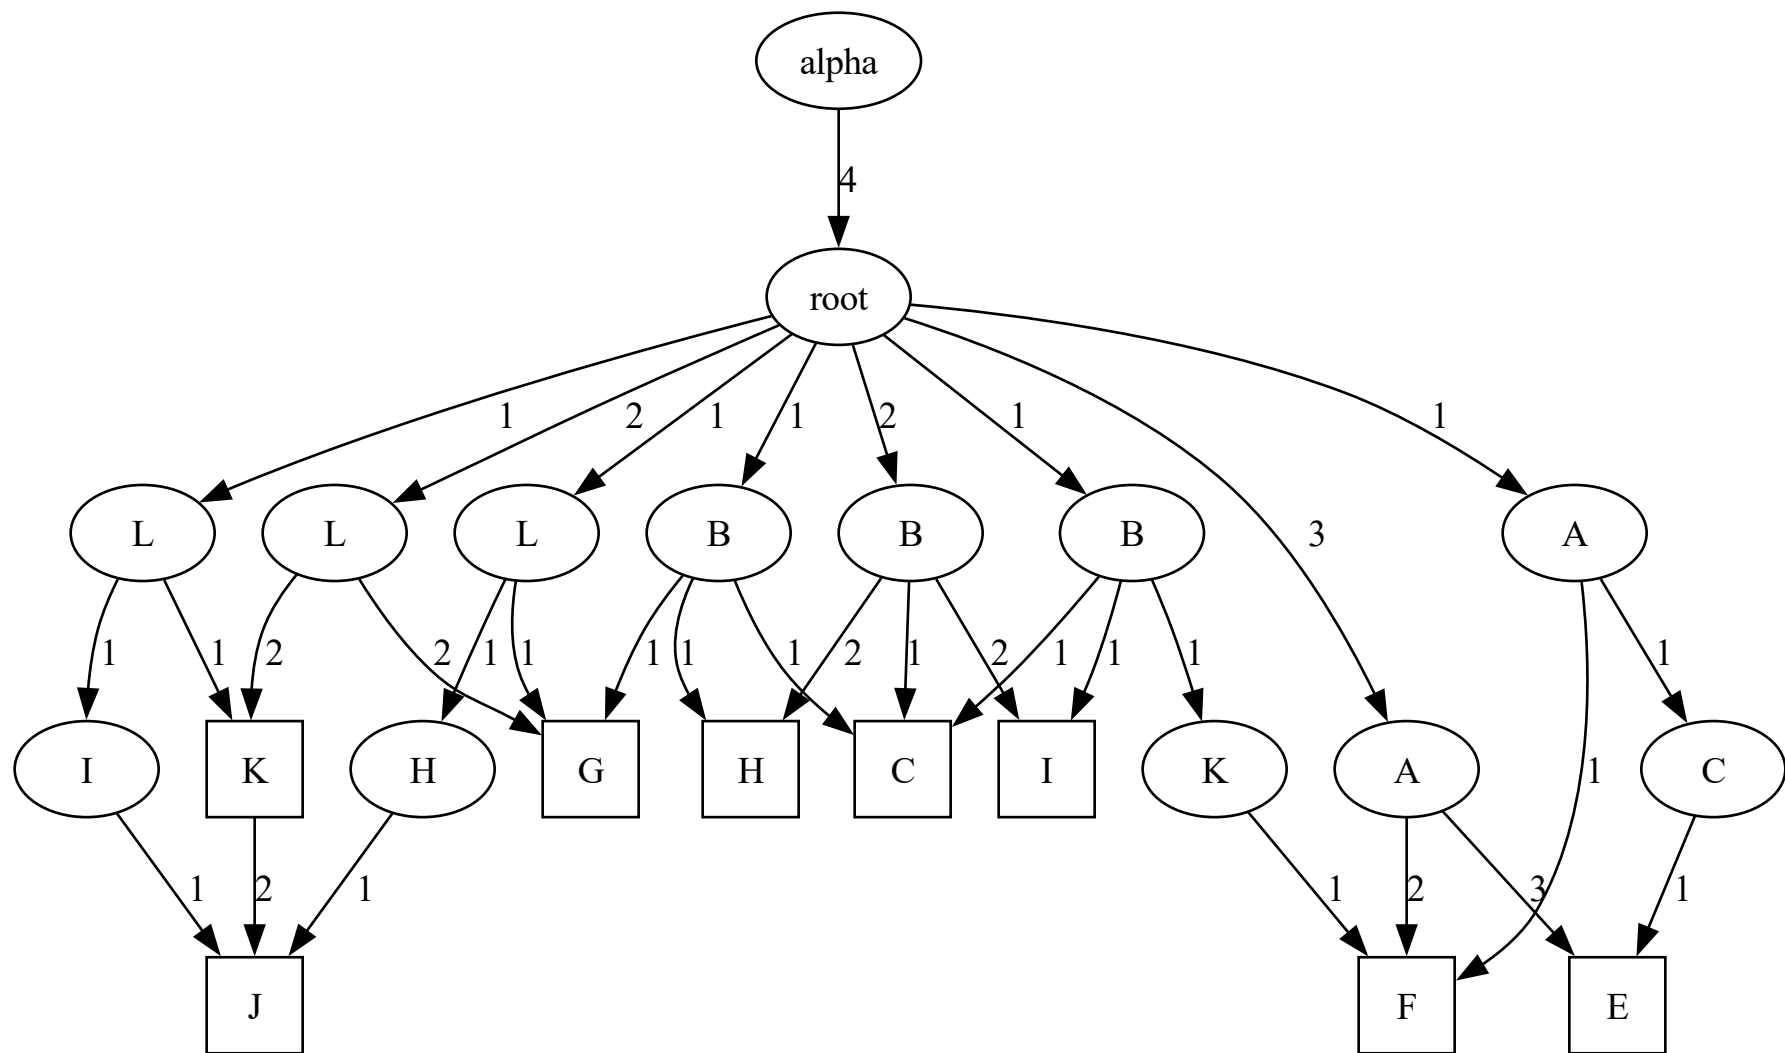 alpha
4
root
1 2 1 1 2 1 3 1
L L L B B B A
1 1 2 2 1 1 1 1 1 2 1 2 1 1 1 1 1
I K H G H C I K A C
1 2 1 1 2 3 1
J F E